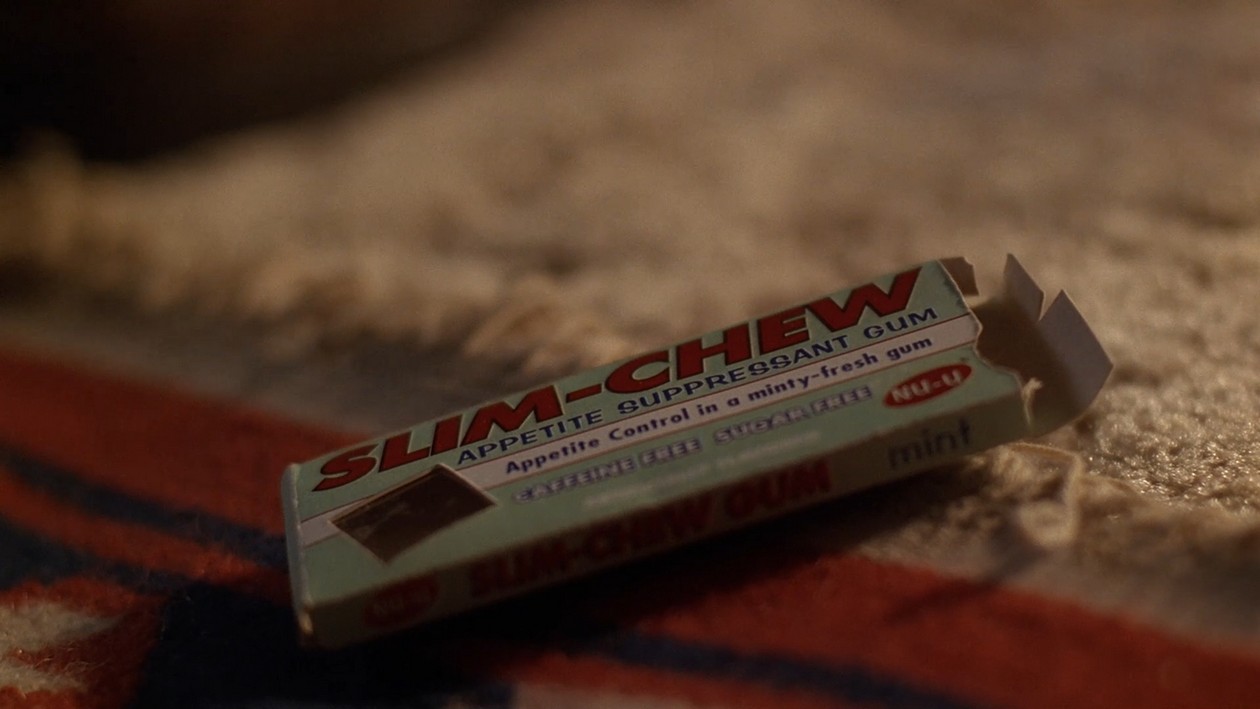 SLIM-CHEW
APPETITE SUPPRESSANT GUM
Appetite Control in a minty-fresh gum
CAFFEINE FREE SUGAR FREE
NU-U
SLIM-CHEW GUM
mint
NU-U